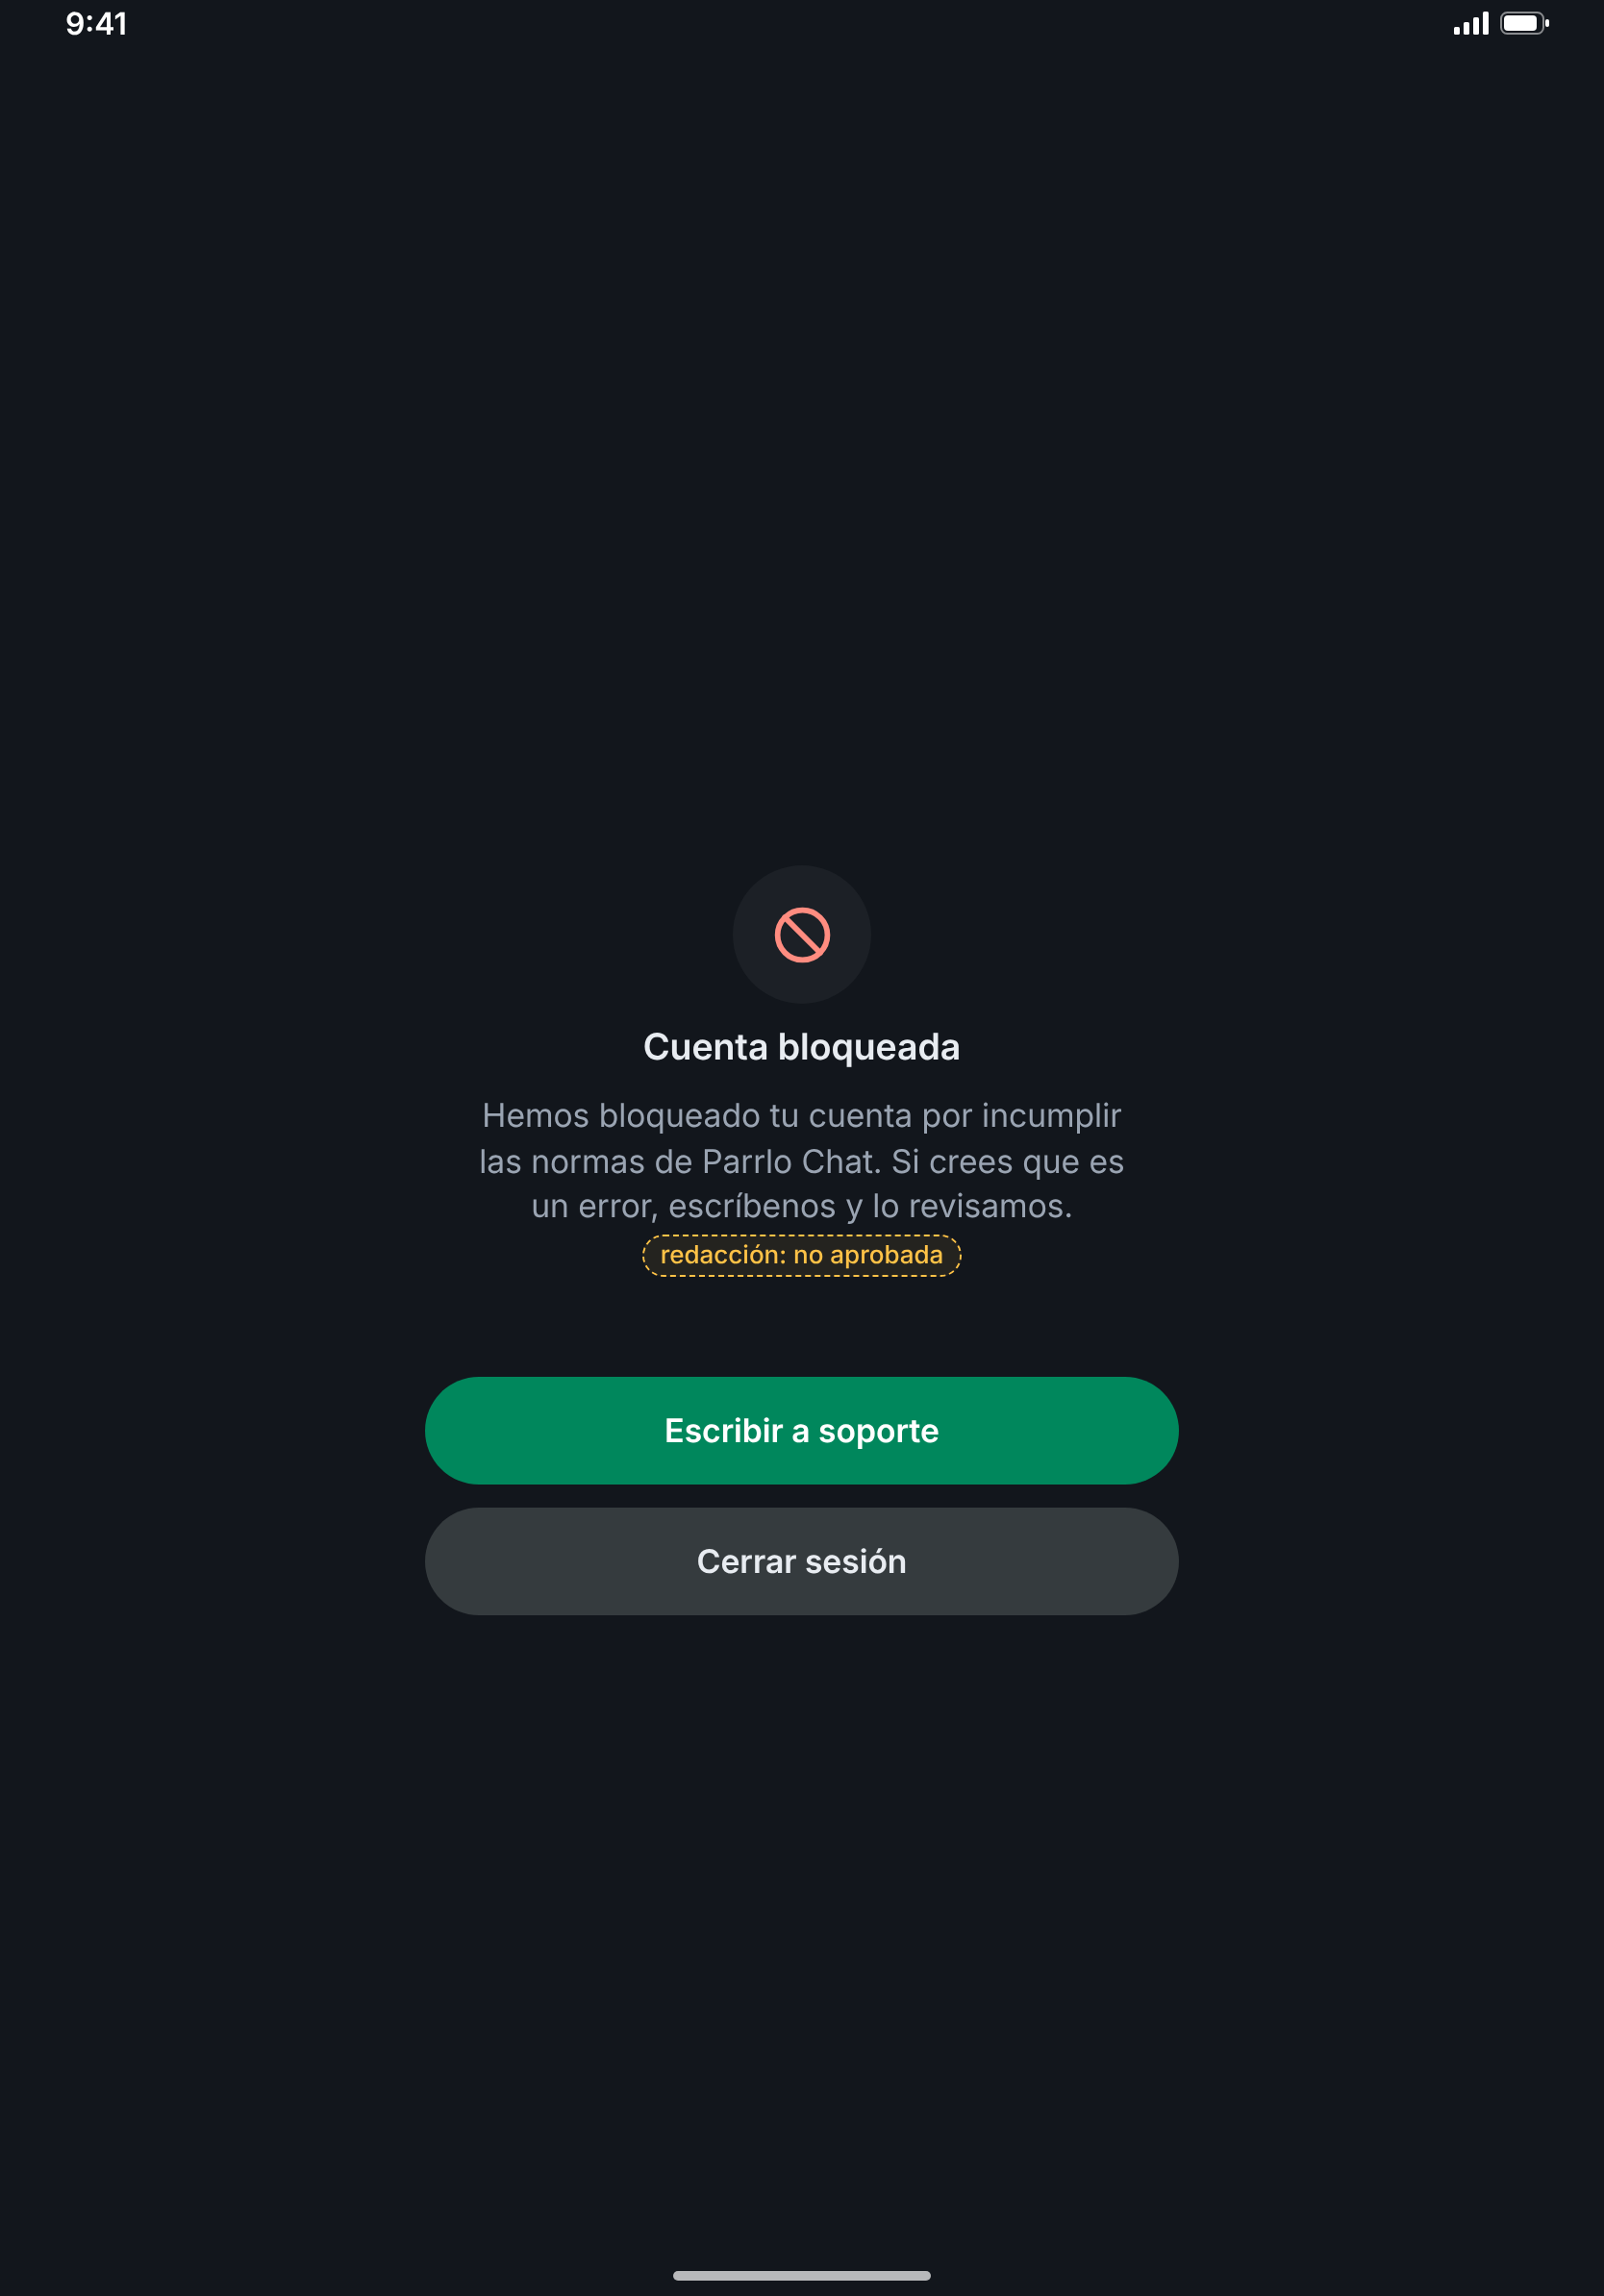 9:41
Cuenta bloqueada
Hemos bloqueado tu cuenta por incumplir
las normas de Parrlo Chat. Si crees que es
un error, escríbenos y lo revisamos.
redacción: no aprobada
Escribir a soporte
Cerrar sesión